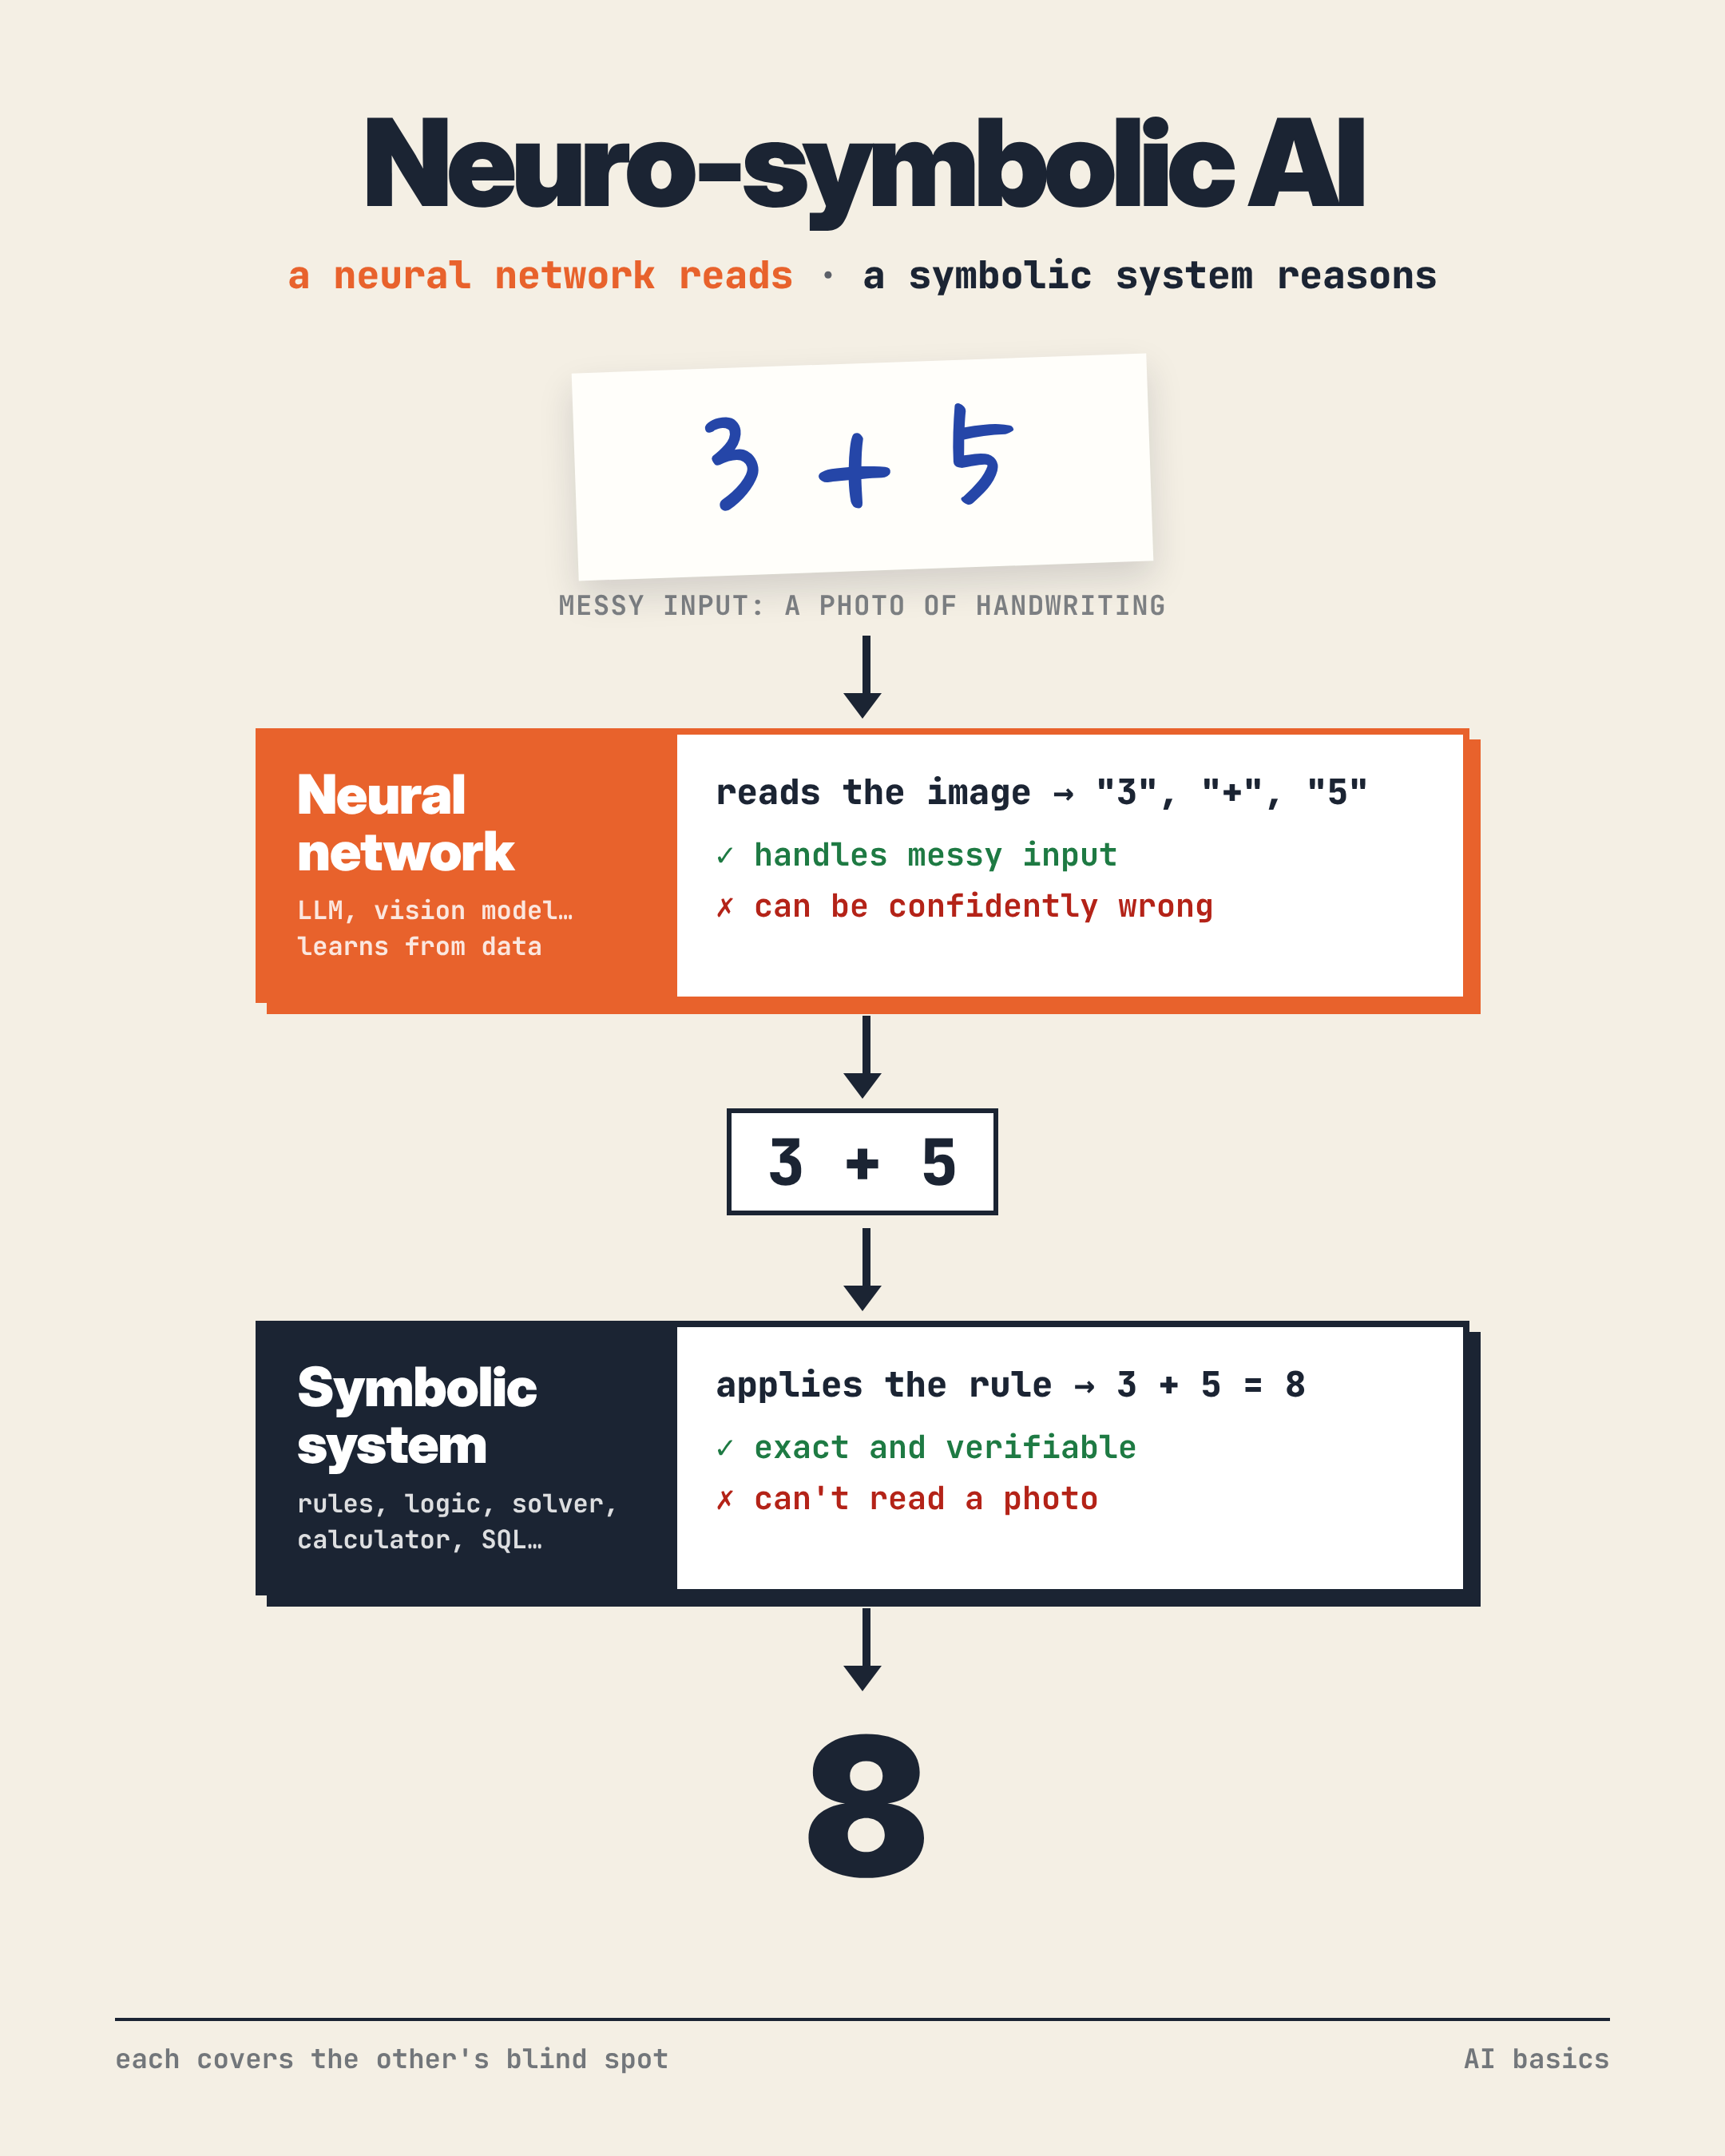 Neuro-symbolic AI
a neural network reads · a symbolic system reasons
3 + 5
MESSY INPUT: A PHOTO OF HANDWRITING
Neural
network
LLM, vision model…
learns from data
reads the image → "3", "+", "5"
✓ handles messy input
✗ can be confidently wrong
3 + 5
Symbolic
system
rules, logic, solver,
calculator, SQL…
applies the rule → 3 + 5 = 8
✓ exact and verifiable
✗ can't read a photo
8
each covers the other's blind spot
AI basics